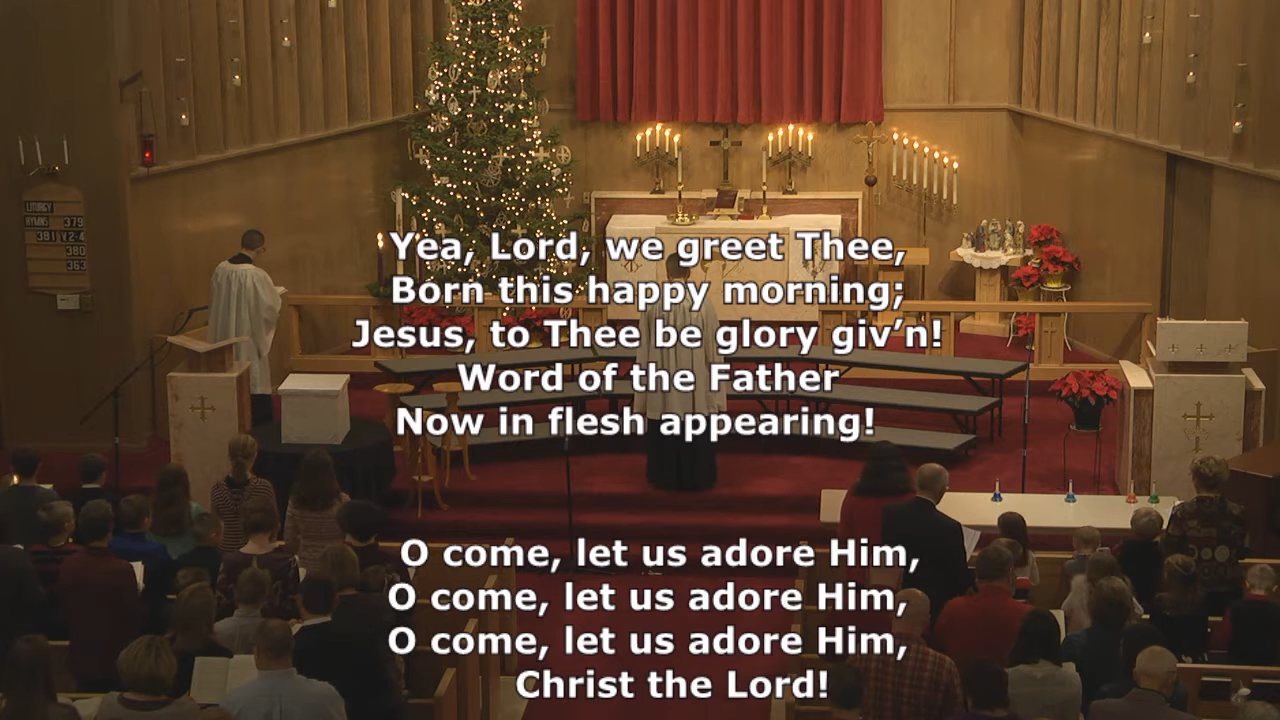 LITURGY
HYMNS 379
381 V2-4
380
363
Yea, Lord, we greet Thee,
Born this happy morning;
Jesus, to Thee be glory giv’n!
Word of the Father
Now in flesh appearing!
O come, let us adore Him,
O come, let us adore Him,
O come, let us adore Him,
Christ the Lord!